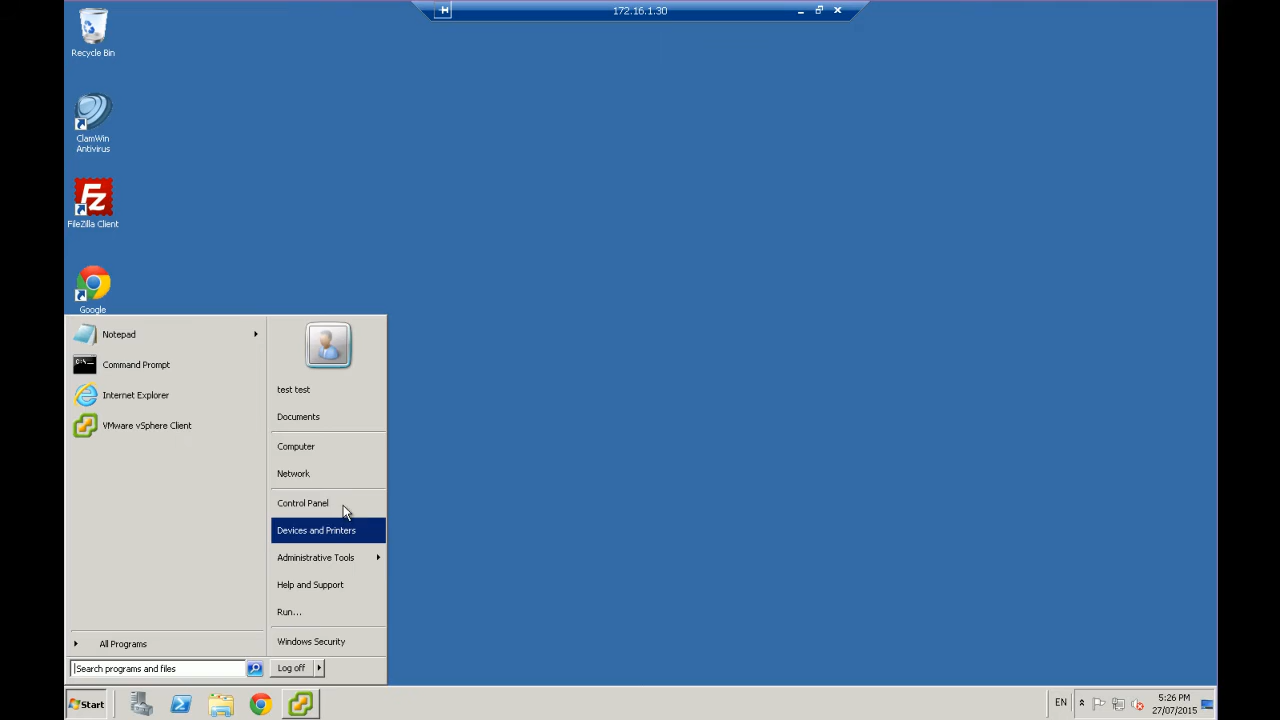 172.16.1.30
Recycle Bin
ClamWin
Antivirus
FZ
FileZilla Client
Google
Notepad
C:\
Command Prompt
Internet Explorer
VMware vSphere Client
All Programs
Search programs and files
test test
Documents
Computer
Network
Control Panel
Devices and Printers
Administrative Tools
Help and Support
Run...
Windows Security
Log off
Start
EN
5:26 PM
27/07/2015